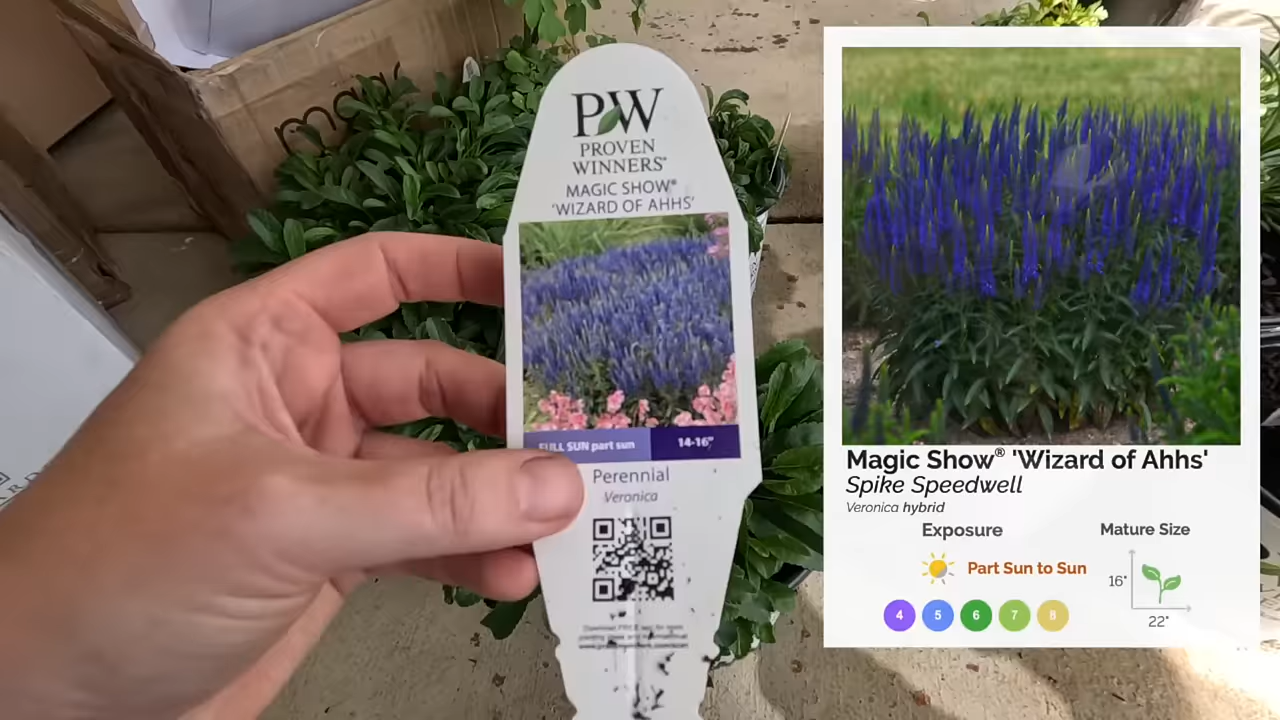 PW
PROVEN
WINNERS®
MAGIC SHOW®
'WIZARD OF AHHS'
FULL SUN part sun
14-16"
Perennial
Veronica
Magic Show® 'Wizard of Ahhs'
Spike Speedwell
Veronica hybrid
Exposure
Mature Size
Part Sun to Sun
16"
22"
4 5 6 7 8